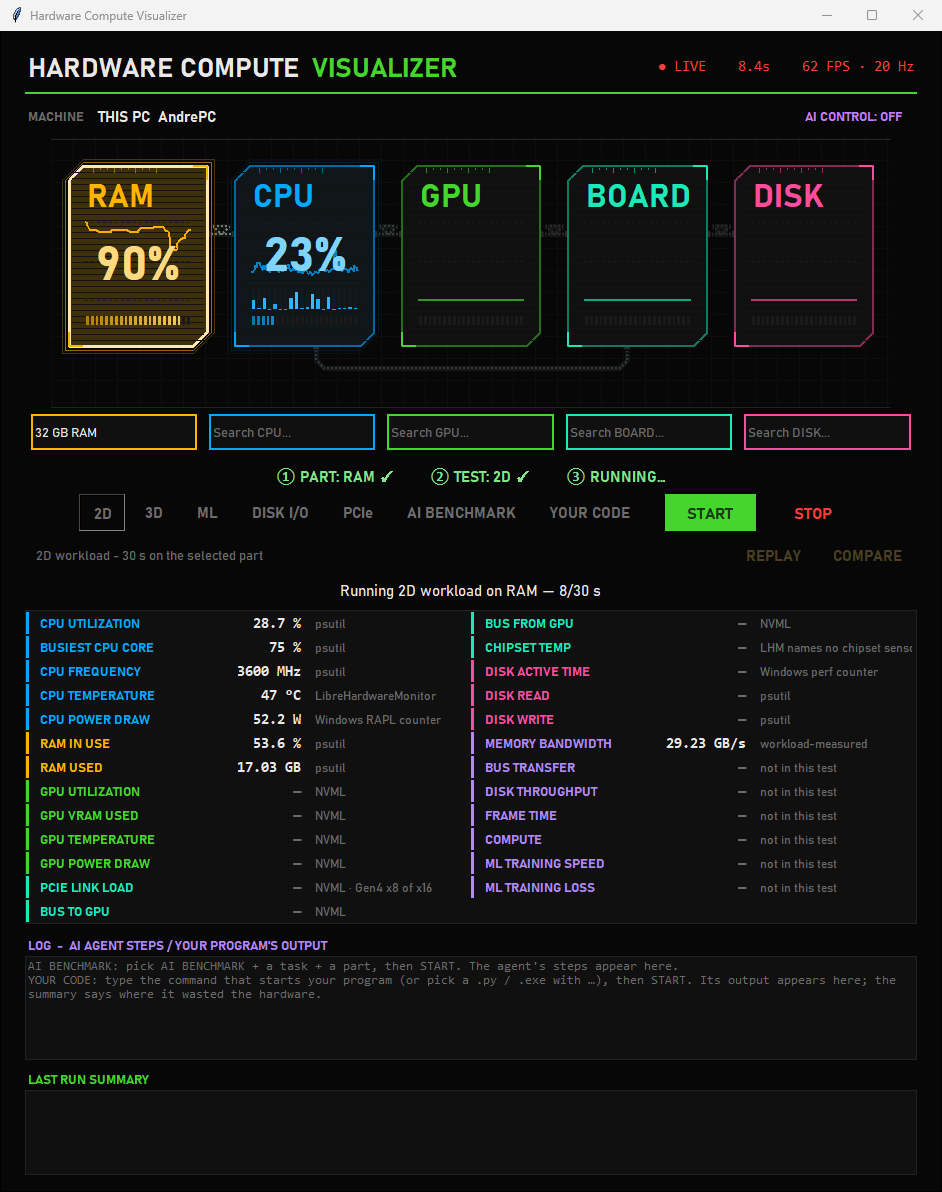 Hardware Compute Visualizer
HARDWARE COMPUTE VISUALIZER
● LIVE 8.4s 62 FPS · 20 Hz
MACHINE THIS PC AndrePC
AI CONTROL: OFF
RAM
90%
CPU
23%
GPU
BOARD
DISK
32 GB RAM
Search CPU...
Search GPU...
Search BOARD...
Search DISK...
① PART: RAM ✓ ② TEST: 2D ✓ ③ RUNNING...
2D 3D ML DISK I/O PCIe AI BENCHMARK YOUR CODE START STOP
2D workload - 30 s on the selected part
REPLAY COMPARE
Running 2D workload on RAM — 8/30 s
CPU UTILIZATION 28.7 % psutil
BUSIEST CPU CORE 75 % psutil
CPU FREQUENCY 3600 MHz psutil
CPU TEMPERATURE 47 °C LibreHardwareMonitor
CPU POWER DRAW 52.2 W Windows RAPL counter
RAM IN USE 53.6 % psutil
RAM USED 17.03 GB psutil
GPU UTILIZATION — NVML
GPU VRAM USED — NVML
GPU TEMPERATURE — NVML
GPU POWER DRAW — NVML
PCIE LINK LOAD — NVML · Gen4 x8 of x16
BUS TO GPU — NVML
BUS FROM GPU — NVML
CHIPSET TEMP — LHM names no chipset senso
DISK ACTIVE TIME — Windows perf counter
DISK READ — psutil
DISK WRITE — psutil
MEMORY BANDWIDTH 29.23 GB/s workload-measured
BUS TRANSFER — not in this test
DISK THROUGHPUT — not in this test
FRAME TIME — not in this test
COMPUTE — not in this test
ML TRAINING SPEED — not in this test
ML TRAINING LOSS — not in this test
LOG - AI AGENT STEPS / YOUR PROGRAM'S OUTPUT
AI BENCHMARK: pick AI BENCHMARK + a task + a part, then START. The agent's steps appear here.
YOUR CODE: type the command that starts your program (or pick a .py / .exe with …), then START. Its output appears here; the
summary says where it wasted the hardware.
LAST RUN SUMMARY